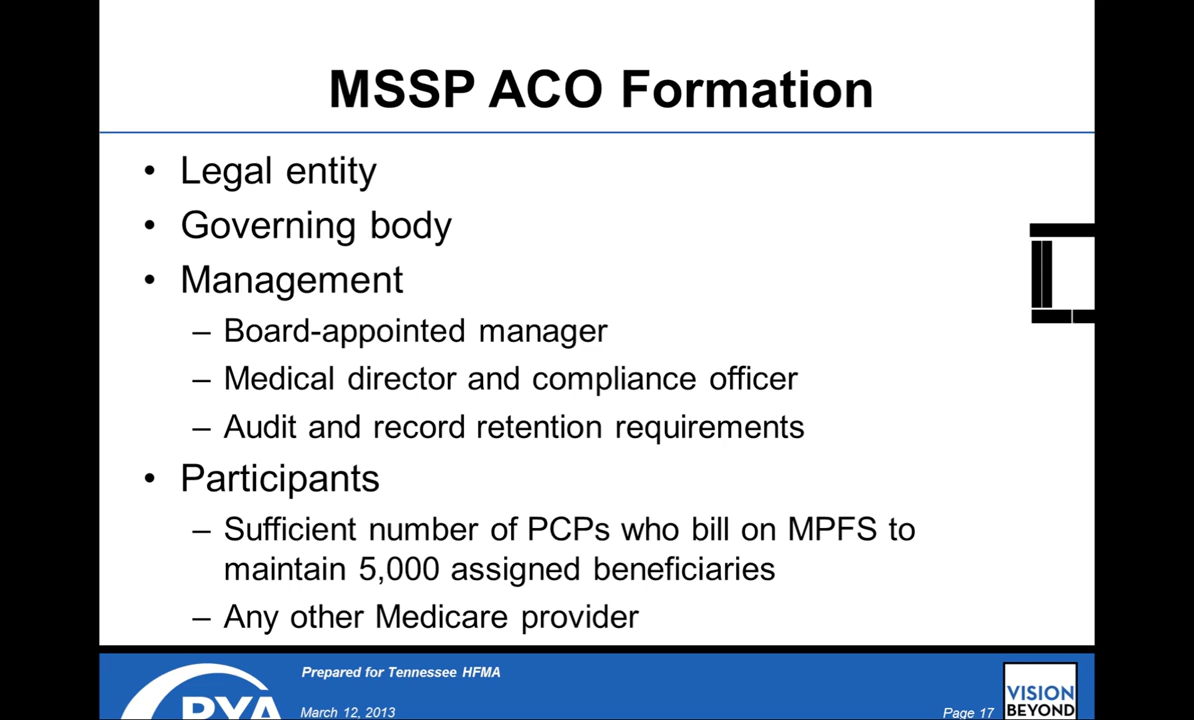 MSSP ACO Formation
• Legal entity
• Governing body
• Management
– Board-appointed manager
– Medical director and compliance officer
– Audit and record retention requirements
• Participants
– Sufficient number of PCPs who bill on MPFS to
maintain 5,000 assigned beneficiaries
– Any other Medicare provider
Prepared for Tennessee HFMA
PYA
March 12, 2013
Page 17
VISION
BEYOND